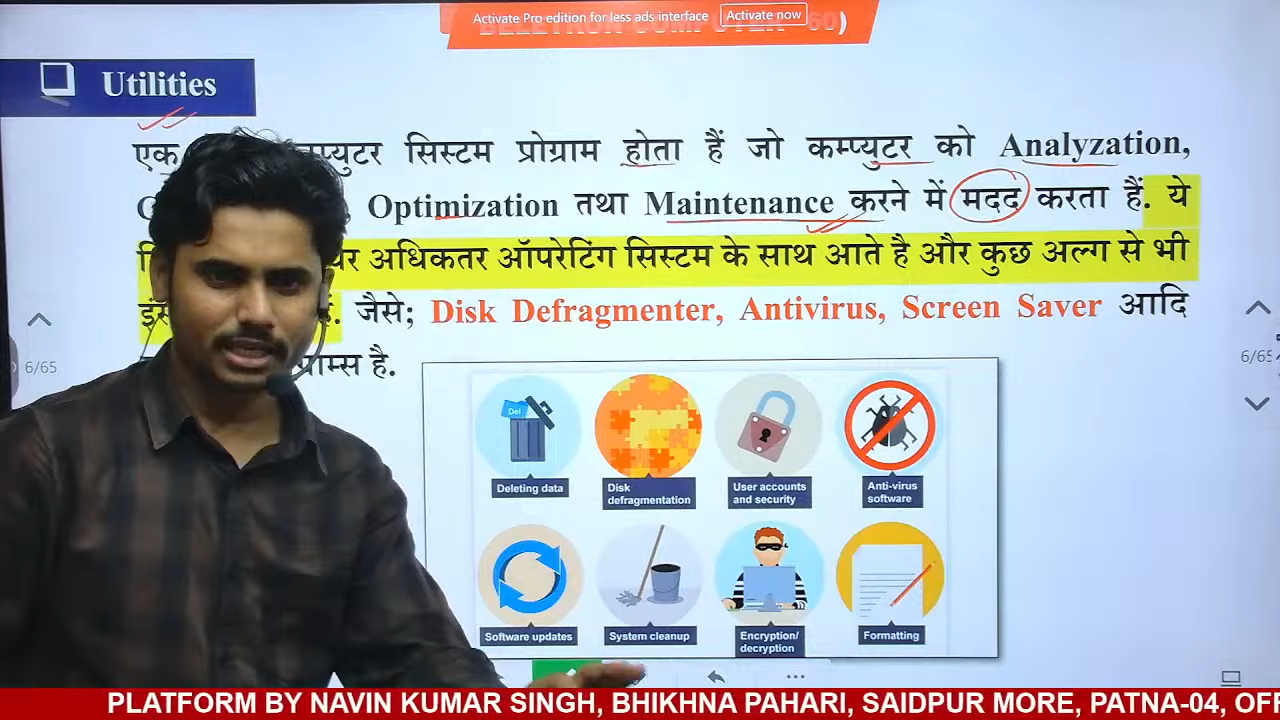 Activate Pro edition for less ads interface Activate now
60)
Utilities
एक कम्प्युटर सिस्टम प्रोग्राम होता हैं जो कम्प्युटर को Analyzation,
Optimization तथा Maintenance करने में मदद करता हैं. ये
अधिकतर ऑपरेटिंग सिस्टम के साथ आते है और कुछ अल्ग से भी
जैसे; Disk Defragmenter, Antivirus, Screen Saver आदि
है.
6/65
6/65
Del
Deleting data
Disk
defragmentation
User accounts
and security
Anti-virus
software
Software updates
System cleanup
Encryption/
decryption
Formatting
PLATFORM BY NAVIN KUMAR SINGH, BHIKHNA PAHARI, SAIDPUR MORE, PATNA-04, OFF